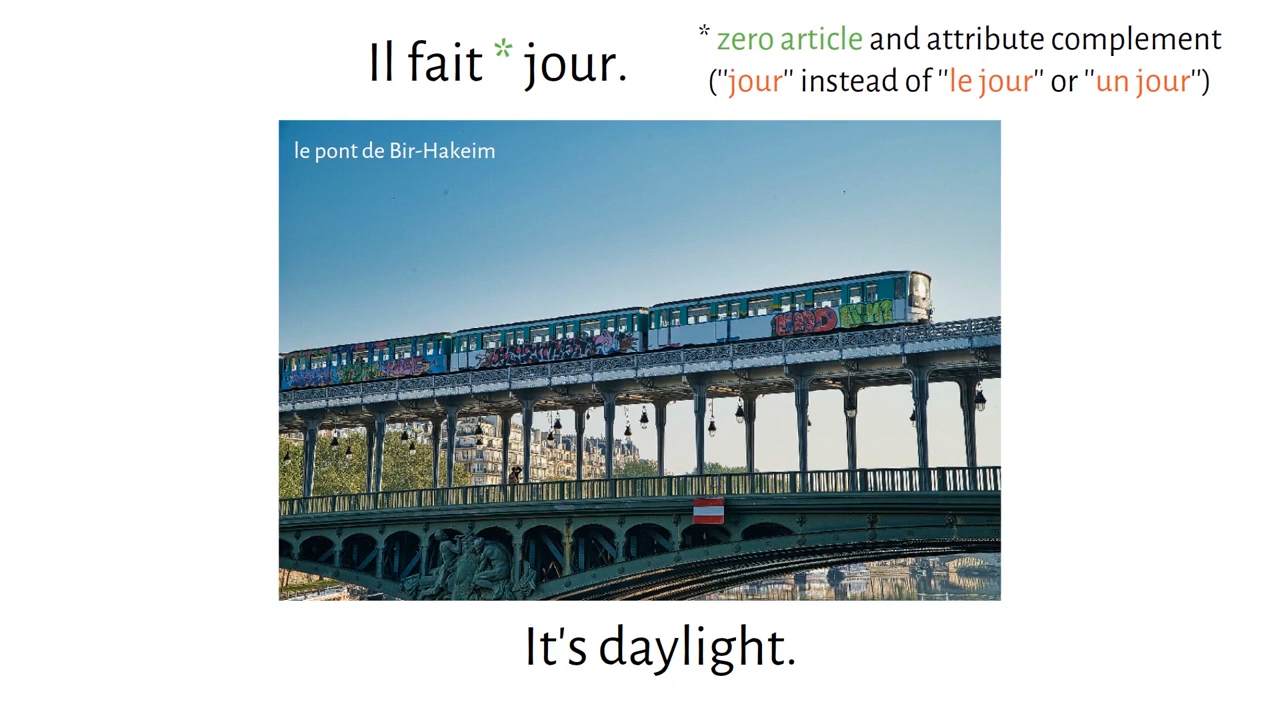 Il fait * jour.
* zero article and attribute complement
("jour" instead of "le jour" or "un jour")
le pont de Bir-Hakeim
It's daylight.